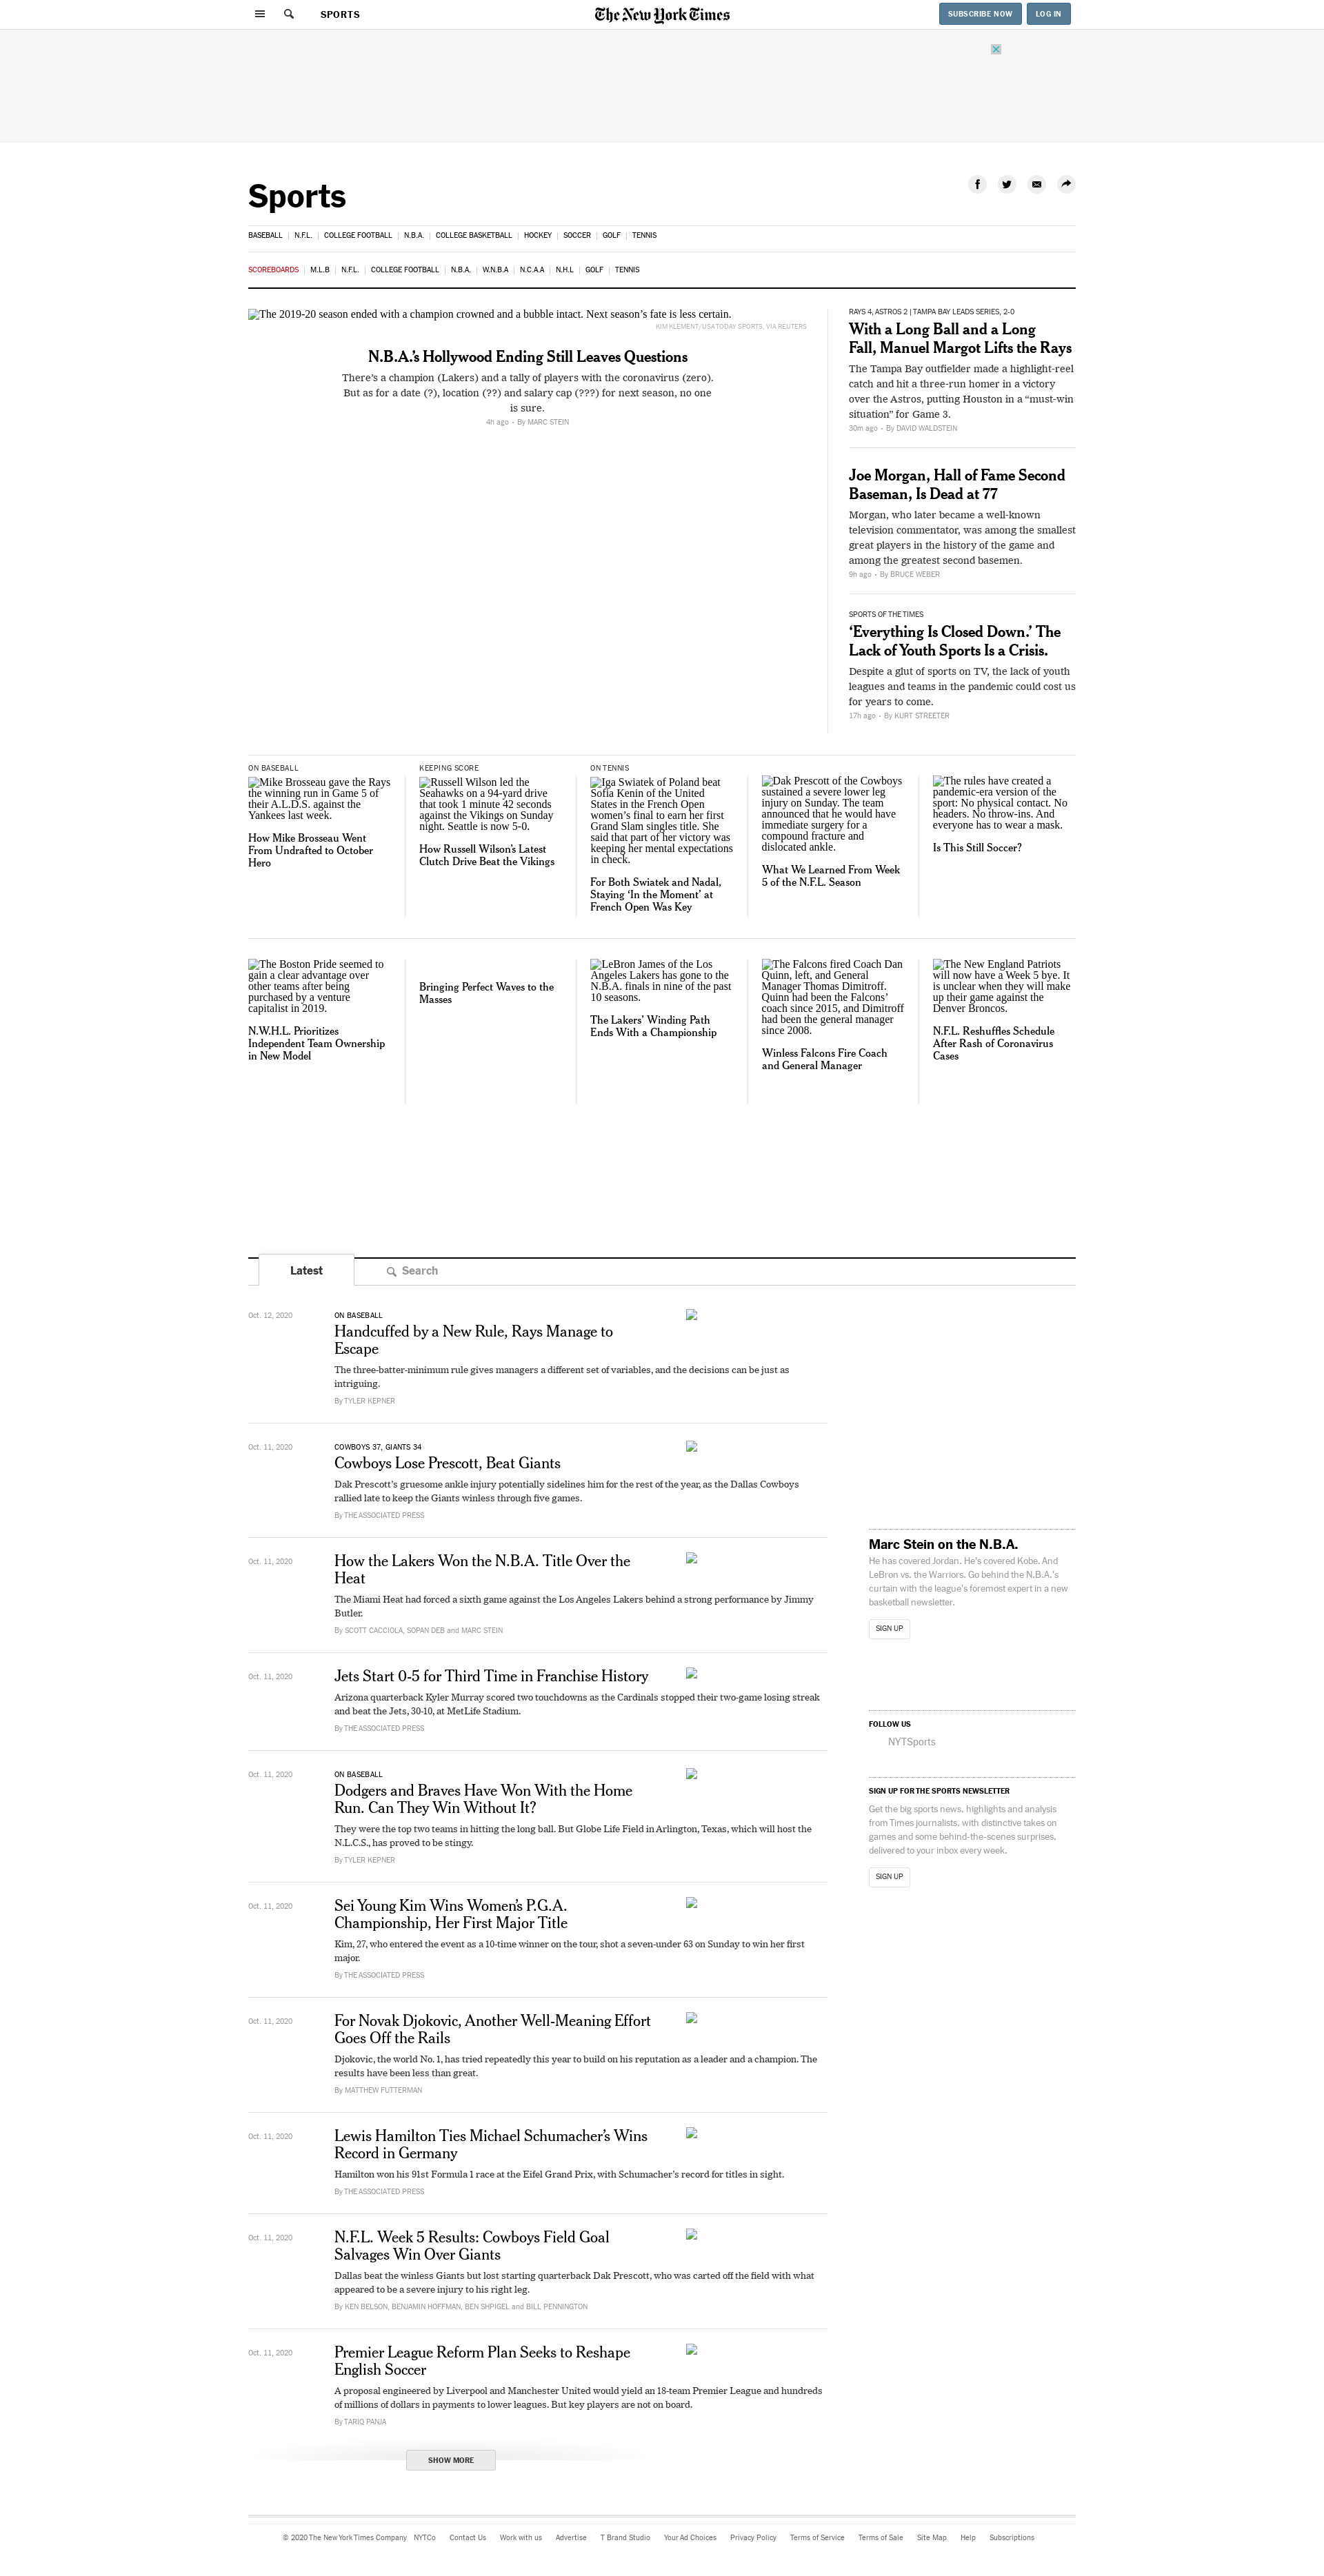 SPORTS
The New York Times
SUBSCRIBE NOW
LOG IN
Sports
BASEBALL
N.F.L.
COLLEGE FOOTBALL
N.B.A.
COLLEGE BASKETBALL
HOCKEY
SOCCER
GOLF
TENNIS
SCOREBOARDS
M.L.B
N.F.L.
COLLEGE FOOTBALL
N.B.A.
W.N.B.A
N.C.A.A
N.H.L
GOLF
TENNIS
The 2019-20 season ended with a champion crowned and a bubble intact. Next season’s fate is less certain.
KIM KLEMENT/USA TODAY SPORTS, VIA REUTERS
N.B.A.’s Hollywood Ending Still Leaves Questions
There’s a champion (Lakers) and a tally of players with the coronavirus (zero).
But as for a date (?), location (??) and salary cap (???) for next season, no one
is sure.
4h ago • By MARC STEIN
RAYS 4, ASTROS 2 | TAMPA BAY LEADS SERIES, 2-0
With a Long Ball and a Long
Fall, Manuel Margot Lifts the Rays
The Tampa Bay outfielder made a highlight-reel
catch and hit a three-run homer in a victory
over the Astros, putting Houston in a “must-win
situation” for Game 3.
30m ago • By DAVID WALDSTEIN
Joe Morgan, Hall of Fame Second
Baseman, Is Dead at 77
Morgan, who later became a well-known
television commentator, was among the smallest
great players in the history of the game and
among the greatest second basemen.
9h ago • By BRUCE WEBER
SPORTS OF THE TIMES
‘Everything Is Closed Down.’ The
Lack of Youth Sports Is a Crisis.
Despite a glut of sports on TV, the lack of youth
leagues and teams in the pandemic could cost us
for years to come.
17h ago • By KURT STREETER
ON BASEBALL
Mike Brosseau gave the Rays
the winning run in Game 5 of
their A.L.D.S. against the
Yankees last week.
How Mike Brosseau Went
From Undrafted to October
Hero
KEEPING SCORE
Russell Wilson led the
Seahawks on a 94-yard drive
that took 1 minute 42 seconds
against the Vikings on Sunday
night. Seattle is now 5-0.
How Russell Wilson’s Latest
Clutch Drive Beat the Vikings
ON TENNIS
Iga Swiatek of Poland beat
Sofia Kenin of the United
States in the French Open
women’s final to earn her first
Grand Slam singles title. She
said that part of her victory was
keeping her mental expectations
in check.
For Both Swiatek and Nadal,
Staying ‘In the Moment’ at
French Open Was Key
Dak Prescott of the Cowboys
sustained a severe lower leg
injury on Sunday. The team
announced that he would have
immediate surgery for a
compound fracture and
dislocated ankle.
What We Learned From Week
5 of the N.F.L. Season
The rules have created a
pandemic-era version of the
sport: No physical contact. No
headers. No throw-ins. And
everyone has to wear a mask.
Is This Still Soccer?
The Boston Pride seemed to
gain a clear advantage over
other teams after being
purchased by a venture
capitalist in 2019.
N.W.H.L. Prioritizes
Independent Team Ownership
in New Model
Bringing Perfect Waves to the
Masses
LeBron James of the Los
Angeles Lakers has gone to the
N.B.A. finals in nine of the past
10 seasons.
The Lakers’ Winding Path
Ends With a Championship
The Falcons fired Coach Dan
Quinn, left, and General
Manager Thomas Dimitroff.
Quinn had been the Falcons’
coach since 2015, and Dimitroff
had been the general manager
since 2008.
Winless Falcons Fire Coach
and General Manager
The New England Patriots
will now have a Week 5 bye. It
is unclear when they will make
up their game against the
Denver Broncos.
N.F.L. Reshuffles Schedule
After Rash of Coronavirus
Cases
Latest
Search
Oct. 12, 2020
ON BASEBALL
Handcuffed by a New Rule, Rays Manage to
Escape
The three-batter-minimum rule gives managers a different set of variables, and the decisions can be just as
intriguing.
By TYLER KEPNER
Oct. 11, 2020
COWBOYS 37, GIANTS 34
Cowboys Lose Prescott, Beat Giants
Dak Prescott’s gruesome ankle injury potentially sidelines him for the rest of the year, as the Dallas Cowboys
rallied late to keep the Giants winless through five games.
By THE ASSOCIATED PRESS
Oct. 11, 2020
How the Lakers Won the N.B.A. Title Over the
Heat
The Miami Heat had forced a sixth game against the Los Angeles Lakers behind a strong performance by Jimmy
Butler.
By SCOTT CACCIOLA, SOPAN DEB and MARC STEIN
Oct. 11, 2020
Jets Start 0-5 for Third Time in Franchise History
Arizona quarterback Kyler Murray scored two touchdowns as the Cardinals stopped their two-game losing streak
and beat the Jets, 30-10, at MetLife Stadium.
By THE ASSOCIATED PRESS
Oct. 11, 2020
ON BASEBALL
Dodgers and Braves Have Won With the Home
Run. Can They Win Without It?
They were the top two teams in hitting the long ball. But Globe Life Field in Arlington, Texas, which will host the
N.L.C.S., has proved to be stingy.
By TYLER KEPNER
Oct. 11, 2020
Sei Young Kim Wins Women’s P.G.A.
Championship, Her First Major Title
Kim, 27, who entered the event as a 10-time winner on the tour, shot a seven-under 63 on Sunday to win her first
major.
By THE ASSOCIATED PRESS
Oct. 11, 2020
For Novak Djokovic, Another Well-Meaning Effort
Goes Off the Rails
Djokovic, the world No. 1, has tried repeatedly this year to build on his reputation as a leader and a champion. The
results have been less than great.
By MATTHEW FUTTERMAN
Oct. 11, 2020
Lewis Hamilton Ties Michael Schumacher’s Wins
Record in Germany
Hamilton won his 91st Formula 1 race at the Eifel Grand Prix, with Schumacher’s record for titles in sight.
By THE ASSOCIATED PRESS
Oct. 11, 2020
N.F.L. Week 5 Results: Cowboys Field Goal
Salvages Win Over Giants
Dallas beat the winless Giants but lost starting quarterback Dak Prescott, who was carted off the field with what
appeared to be a severe injury to his right leg.
By KEN BELSON, BENJAMIN HOFFMAN, BEN SHPIGEL and BILL PENNINGTON
Oct. 11, 2020
Premier League Reform Plan Seeks to Reshape
English Soccer
A proposal engineered by Liverpool and Manchester United would yield an 18-team Premier League and hundreds
of millions of dollars in payments to lower leagues. But key players are not on board.
By TARIQ PANJA
SHOW MORE
Marc Stein on the N.B.A.
He has covered Jordan. He’s covered Kobe. And
LeBron vs. the Warriors. Go behind the N.B.A.’s
curtain with the league’s foremost expert in a new
basketball newsletter.
SIGN UP
FOLLOW US
NYTSports
SIGN UP FOR THE SPORTS NEWSLETTER
Get the big sports news, highlights and analysis
from Times journalists, with distinctive takes on
games and some behind-the-scenes surprises,
delivered to your inbox every week.
SIGN UP
© 2020 The New York Times Company
NYTCo
Contact Us
Work with us
Advertise
T Brand Studio
Your Ad Choices
Privacy Policy
Terms of Service
Terms of Sale
Site Map
Help
Subscriptions